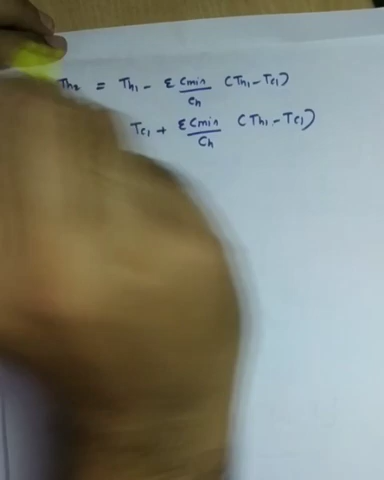 Th2 = Th1 - ε Cmin/Ch (Th1 - Tc1)
Tc1 + ε Cmin/Ch (Th1 - Tc1)